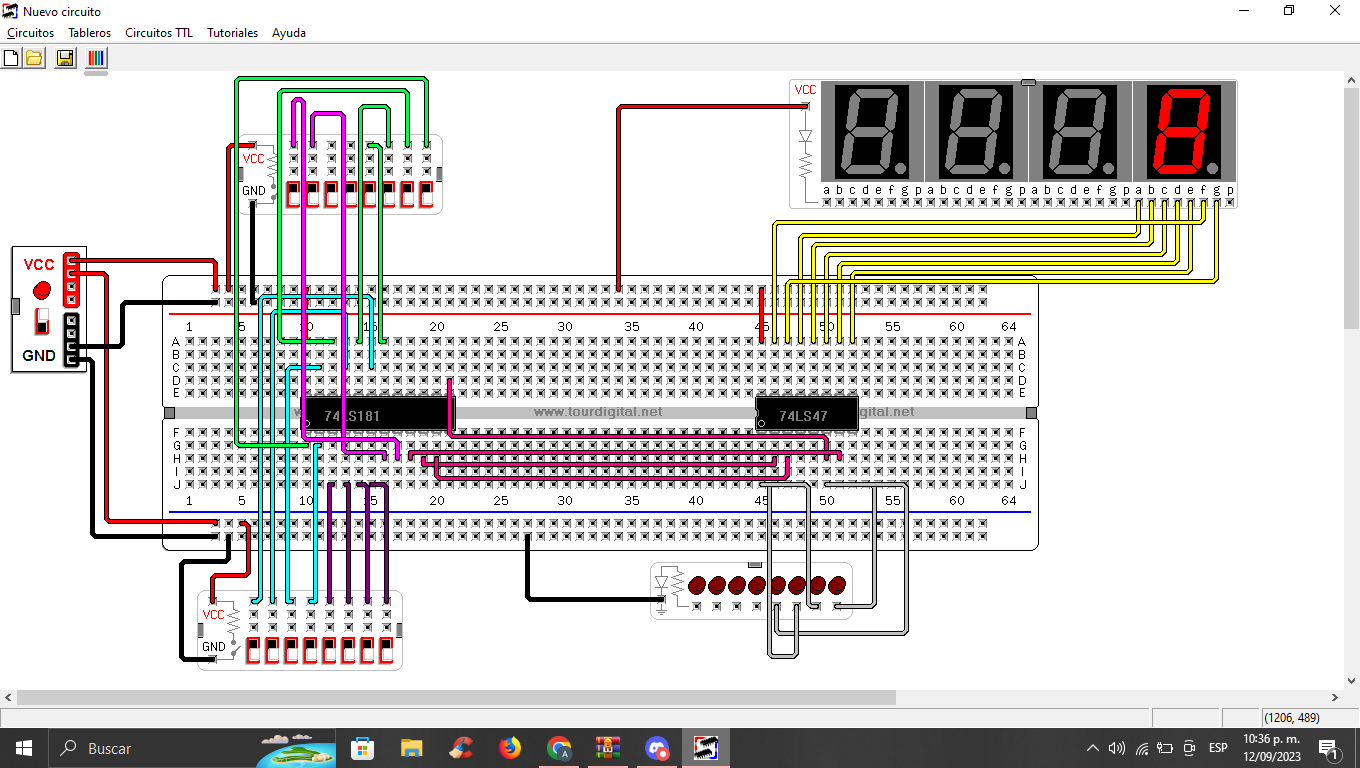 Nuevo circuito
Circuitos Tableros Circuitos TTL Tutoriales Ayuda
VCC
a b c d e f g p a b c d e f g p a b c d e f g p a b c d e f g p
VCC
GND
VCC
GND
1 5 10 15 20 25 30 35 40 45 50 55 60 64
A A
B B
C C
D D
E E
74LS181 www.tourdigital.net 74LS47 gital.net
F F
G G
H H
I I
J J
1 5 10 15 20 25 30 35 40 45 50 55 60 64
VCC
GND
(1206, 489)
Buscar
ESP
10:36 p. m.
12/09/2023
1